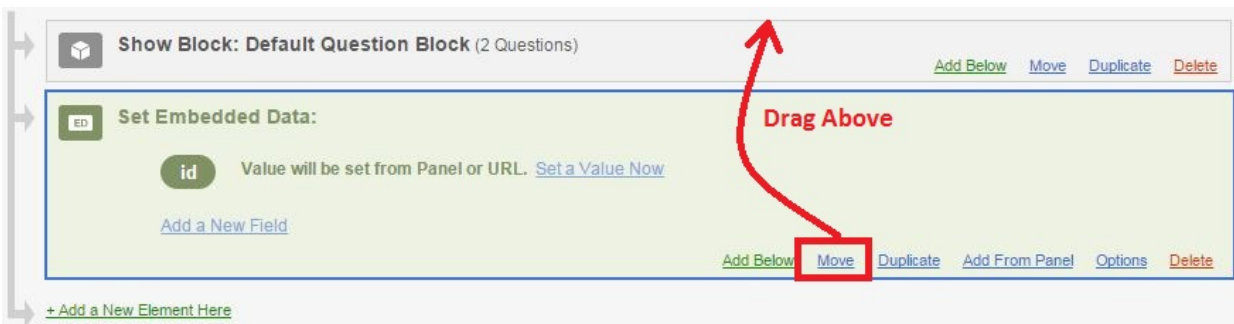 Show Block: Default Question Block (2 Questions)
Add Below Move Duplicate Delete
ED Set Embedded Data:
Drag Above
id Value will be set from Panel or URL. Set a Value Now
Add a New Field
Add Below Move Duplicate Add From Panel Options Delete
+ Add a New Element Here